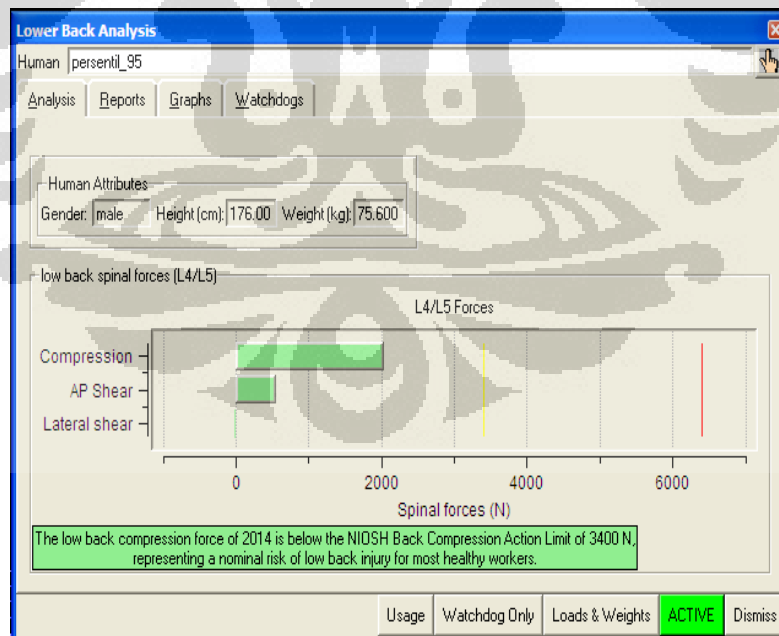 Lower Back Analysis
Human persentil_95
Analysis Reports Graphs Watchdogs
Human Attributes
Gender: male Height (cm): 176.00 Weight (kg): 75.600
low back spinal forces (L4/L5)
L4/L5 Forces
Compression
AP Shear
Lateral shear
0 2000 4000 6000
Spinal forces (N)
The low back compression force of 2014 is below the NIOSH Back Compression Action Limit of 3400 N,
representing a nominal risk of low back injury for most healthy workers.
Usage Watchdog Only Loads & Weights ACTIVE Dismiss